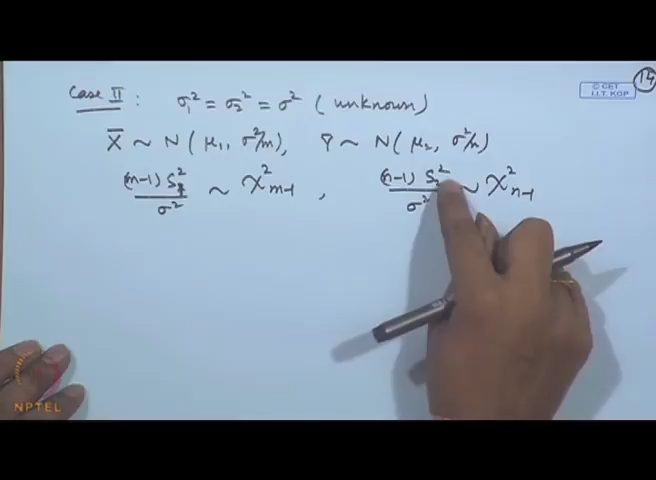 14
© CET
I.I.T. KGP
Case II : σ₁² = σ₂² = σ² (unknown)
X̄ ~ N(μ₁, σ²/m), Ȳ ~ N(μ₂, σ²/n)
(m-1) S₁² / σ² ~ χ²ₘ₋₁ , (n-1) S₂² / σ² ~ χ²ₙ₋₁
NPTEL